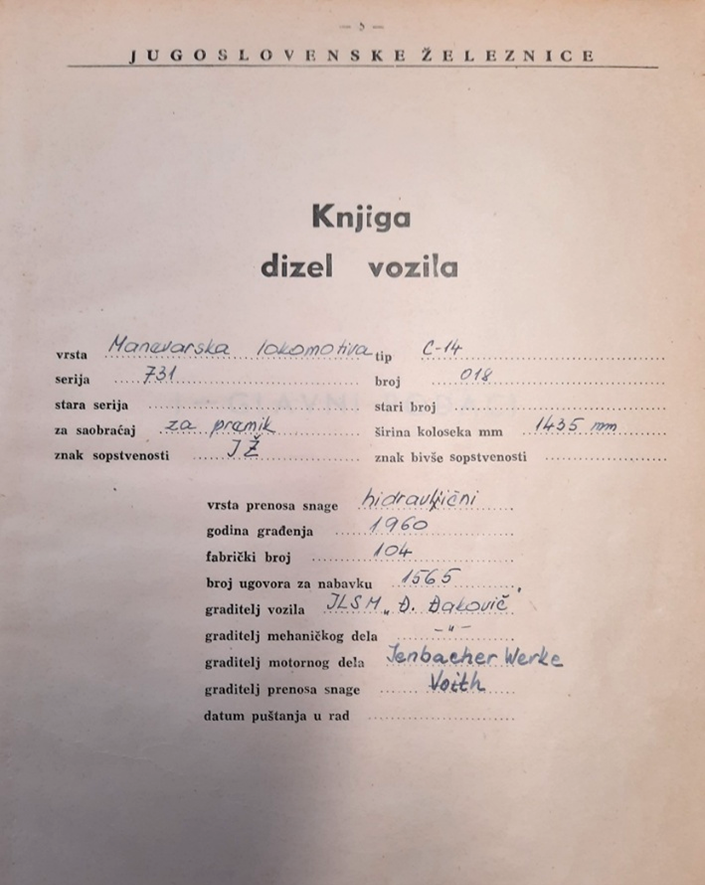 — 5 —
JUGOSLOVENSKE ŽELEZNICE
Knjiga
dizel vozila
vrsta Manevarska lokomotiva tip C-14
serija 731 broj 018
stara serija stari broj
za saobraćaj za premik širina koloseka mm 1435 mm
znak sopstvenosti JŽ znak bivše sopstvenosti
vrsta prenosa snage hidravljični
godina građenja 1960
fabrički broj 104
broj ugovora za nabavku 1565
graditelj vozila ILSM „Đ. Đaković"
graditelj mehaničkog dela -"-
graditelj motornog dela Jenbacher Werke
graditelj prenosa snage Voith
datum puštanja u rad